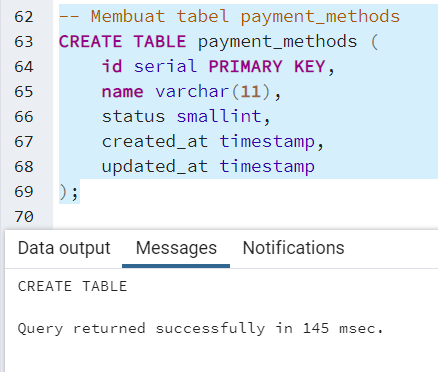 62 -- Membuat tabel payment_methods
63 CREATE TABLE payment_methods (
64     id serial PRIMARY KEY,
65     name varchar(11),
66     status smallint,
67     created_at timestamp,
68     updated_at timestamp
69 );
70
Data output Messages Notifications
CREATE TABLE
Query returned successfully in 145 msec.